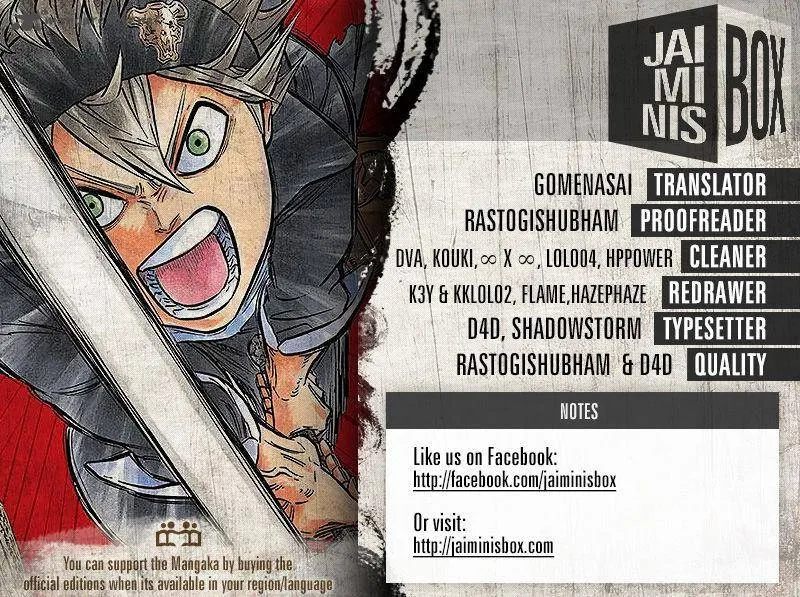 JAI
MI
NIS
BOX
GOMENASAI TRANSLATOR
RASTOGISHUBHAM PROOFREADER
DVA, KOUKI, ∞ X ∞, LOLO04, HPPOWER CLEANER
K3Y & KKLOL02, FLAME,HAZEPHAZE REDRAWER
D4D, SHADOWSTORM TYPESETTER
RASTOGISHUBHAM & D4D QUALITY
NOTES
Like us on Facebook:
http://facebook.com/jaiminisbox
Or visit:
http://jaiminisbox.com
You can support the Mangaka by buying the
official editions when its available in your region/language